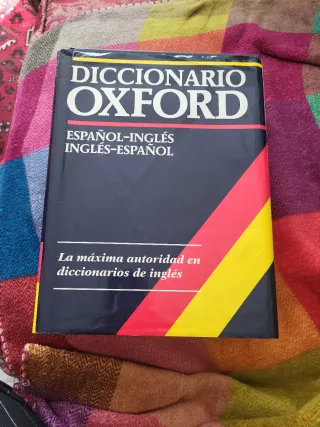 DICCIONARIO
OXFORD
ESPAÑOL–INGLÉS
INGLÉS–ESPAÑOL
La máxima autoridad en
diccionarios de inglés